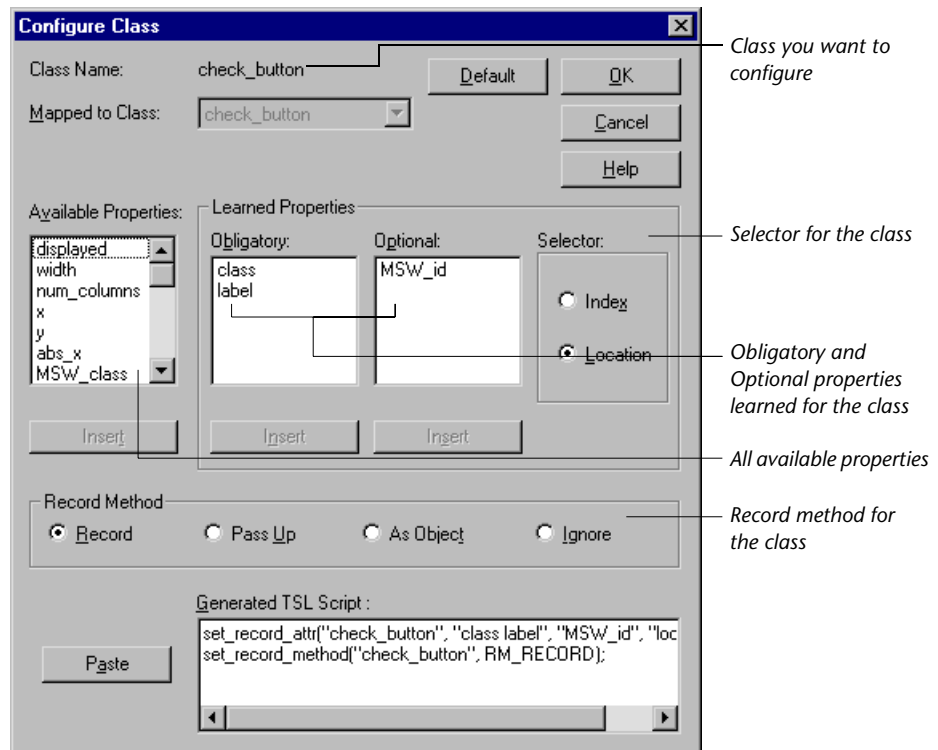 Configure Class
Class Name: check_button
Default
OK
Mapped to Class: check_button
Cancel
Help
Available Properties:
displayed
width
num_columns
x
y
abs_x
MSW_class
Insert
Learned Properties
Obligatory:
class
label
Insert
Optional:
MSW_id
Insert
Selector:
Index
Location
Record Method
Record
Pass Up
As Object
Ignore
Generated TSL Script :
set_record_attr("check_button", "class label", "MSW_id", "loc
set_record_method("check_button", RM_RECORD);
Paste
Class you want to
configure
Selector for the class
Obligatory and
Optional properties
learned for the class
All available properties
Record method for
the class